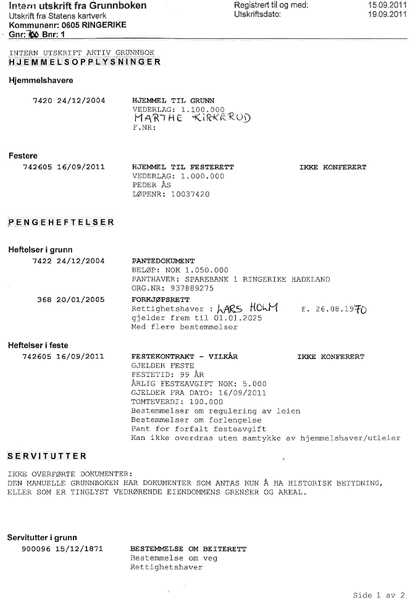 Intern utskrift fra Grunnboken Registrert til og med: 15.09.2011
Utskrift fra Statens kartverk Utskriftsdato: 19.09.2011
Kommunenr: 0605 RINGERIKE
Gnr: Bnr: 1
INTERN UTSKRIFT AKTIV GRUNNBOK
HJEMMELSOPPLYSNINGER
Hjemmelshavere
7420 24/12/2004 HJEMMEL TIL GRUNN
VEDERLAG: 1.100.000
MARTHE KIRKERUD
F.NR:
Festere
742605 16/09/2011 HJEMMEL TIL FESTERETT IKKE KONFERERT
VEDERLAG: 1.000.000
PEDER ÅS
LØPENR: 10037420
PENGEHEFTELSER
Heftelser i grunn
7422 24/12/2004 PANTEDOKUMENT
BELØP: NOK 1.050.000
PANTHAVER: SPAREBANK 1 RINGERIKE HADELAND
ORG.NR: 937889275
368 20/01/2005 FORKJØPSRETT
Rettighetshaver : LARS HOLM f. 26.08.1970
gjelder frem til 01.01.2025
Med flere bestemmelser
Heftelser i feste
742605 16/09/2011 FESTEKONTRAKT - VILKÅR IKKE KONFERERT
GJELDER FESTE
FESTETID: 99 ÅR
ÅRLIG FESTEAVGIFT NOK: 5.000
GJELDER FRA DATO: 16/09/2011
TOMTEVERDI: 100.000
Bestemmelser om regulering av leien
Bestemmelser om forlengelse
Pant for forfalt festeavgift
Kan ikke overdras uten samtykke av hjemmelshaver/utleier
SERVITUTTER
IKKE OVERFØRTE DOKUMENTER:
DEN MANUELLE GRUNNBOKEN HAR DOKUMENTER SOM ANTAS KUN Å HA HISTORISK BETYDNING,
ELLER SOM ER TINGLYST VEDRØRENDE EIENDOMMENS GRENSER OG AREAL.
Servitutter i grunn
900096 15/12/1871 BESTEMMELSE OM BEITERETT
Bestemmelse om veg
Rettighetshaver
Side 1 av 2